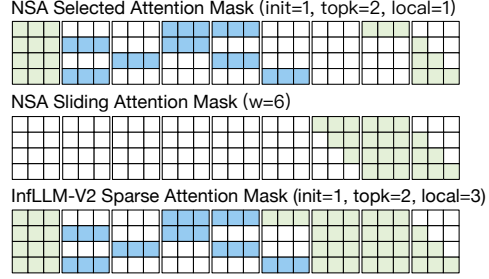 NSA Selected Attention Mask (init=1, topk=2, local=1)
NSA Sliding Attention Mask (w=6)
InfLLM-V2 Sparse Attention Mask (init=1, topk=2, local=3)